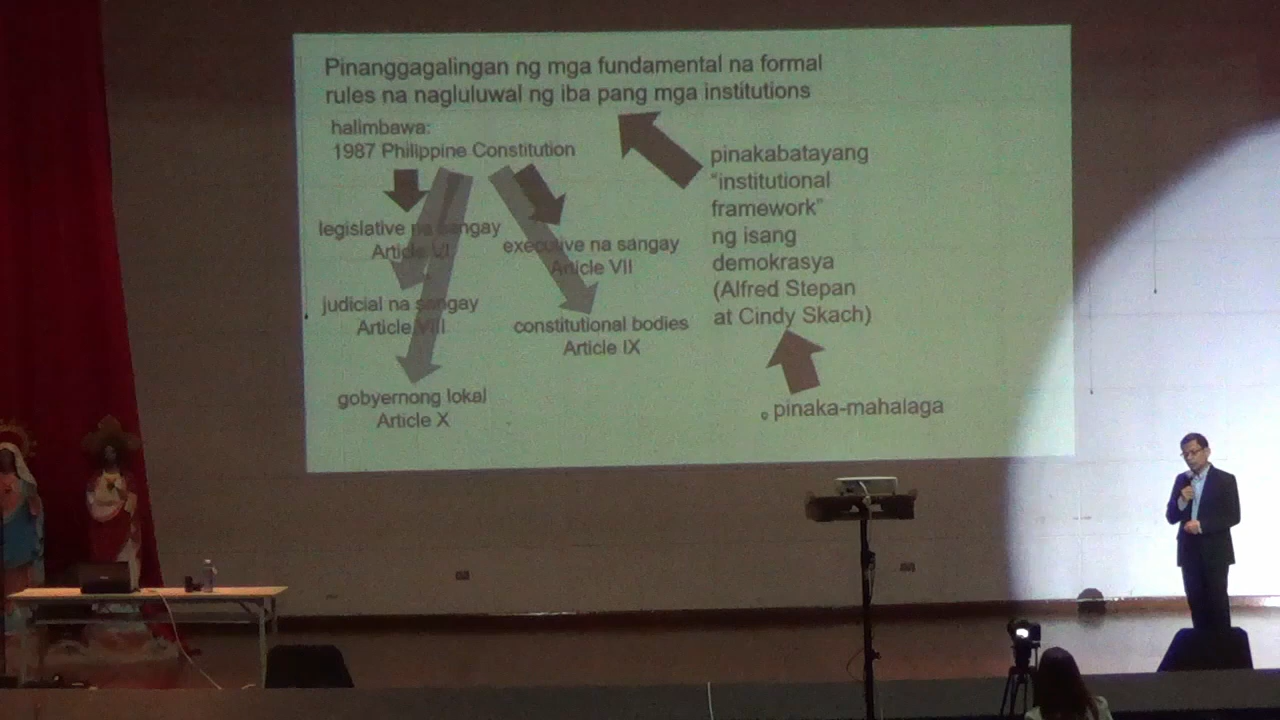 Pinanggagalingan ng mga fundamental na formal
rules na nagluluwal ng iba pang mga institutions
halimbawa:
1987 Philippine Constitution
legislative na sangay
Article VI
executive na sangay
Article VII
judicial na sangay
Article VIII
constitutional bodies
Article IX
gobyernong lokal
Article X
pinakabatayang
“institutional
framework”
ng isang
demokrasya
(Alfred Stepan
at Cindy Skach)
pinaka-mahalaga